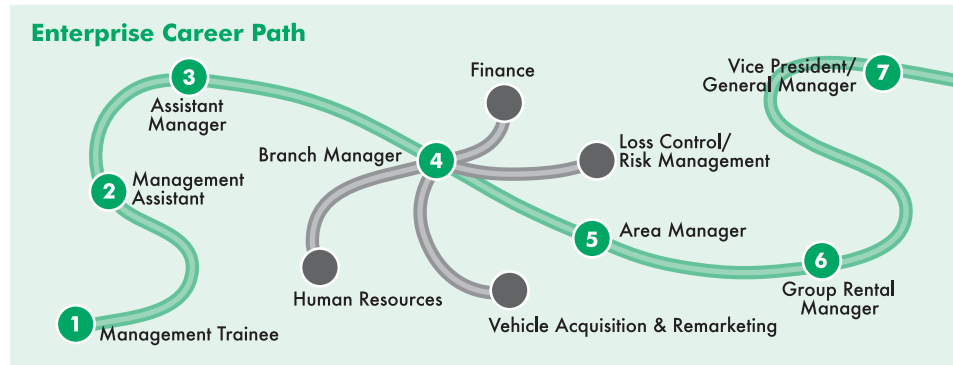 Enterprise Career Path
1
Management Trainee
2
Management
Assistant
3
Assistant
Manager
4
Branch Manager
Finance
Loss Control/
Risk Management
Human Resources
Vehicle Acquisition & Remarketing
5
Area Manager
6
Group Rental
Manager
7
Vice President/
General Manager